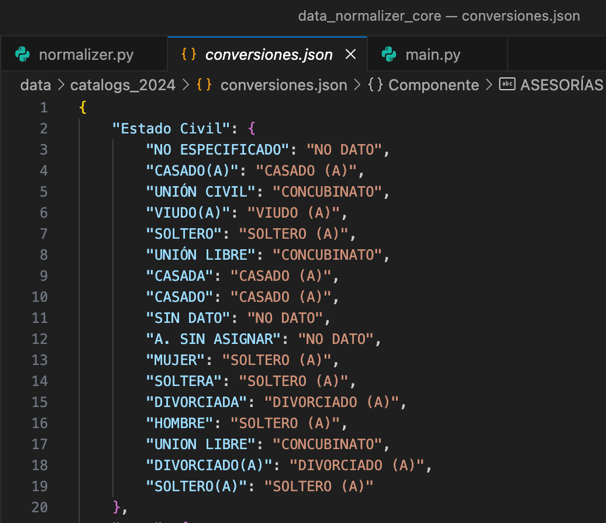 data_normalizer_core — conversiones.json
normalizer.py
{ } conversiones.json ×
main.py
data > catalogs_2024 > { } conversiones.json > { } Componente > abc ASESORÍAS
1 {
2 "Estado Civil": {
3 "NO ESPECIFICADO": "NO DATO",
4 "CASADO(A)": "CASADO (A)",
5 "UNIÓN CIVIL": "CONCUBINATO",
6 "VIUDO(A)": "VIUDO (A)",
7 "SOLTERO": "SOLTERO (A)",
8 "UNIÓN LIBRE": "CONCUBINATO",
9 "CASADA": "CASADO (A)",
10 "CASADO": "CASADO (A)",
11 "SIN DATO": "NO DATO",
12 "A. SIN ASIGNAR": "NO DATO",
13 "MUJER": "SOLTERO (A)",
14 "SOLTERA": "SOLTERO (A)",
15 "DIVORCIADA": "DIVORCIADO (A)",
16 "HOMBRE": "SOLTERO (A)",
17 "UNION LIBRE": "CONCUBINATO",
18 "DIVORCIADO(A)": "DIVORCIADO (A)",
19 "SOLTERO(A)": "SOLTERO (A)"
20 },